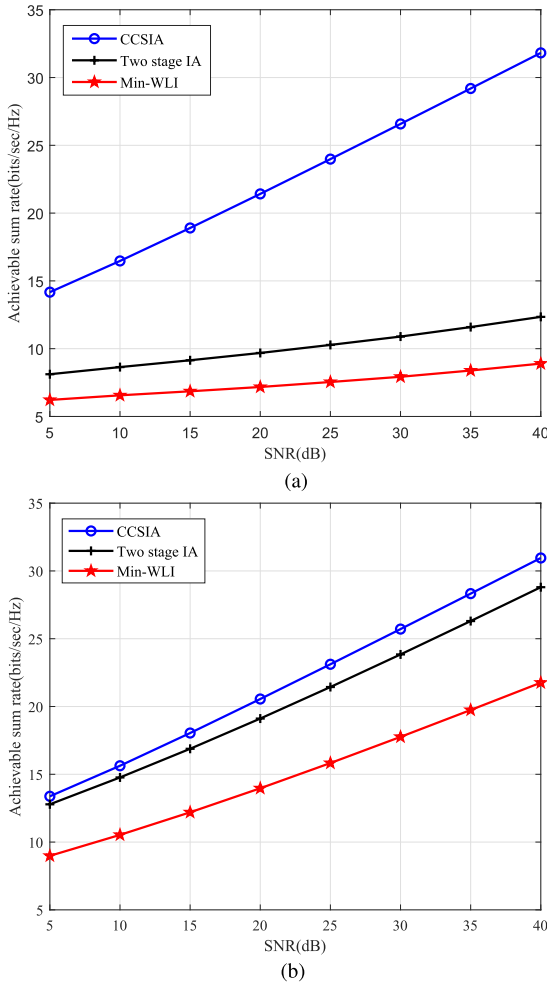 35
30
25
20
15
10
5
Achievable sum rate(bits/sec/Hz)
CCSIA
Two stage IA
Min-WLI
5 10 15 20 25 30 35 40
SNR(dB)
(a)
35
30
25
20
15
10
5
Achievable sum rate(bits/sec/Hz)
CCSIA
Two stage IA
Min-WLI
5 10 15 20 25 30 35 40
SNR(dB)
(b)